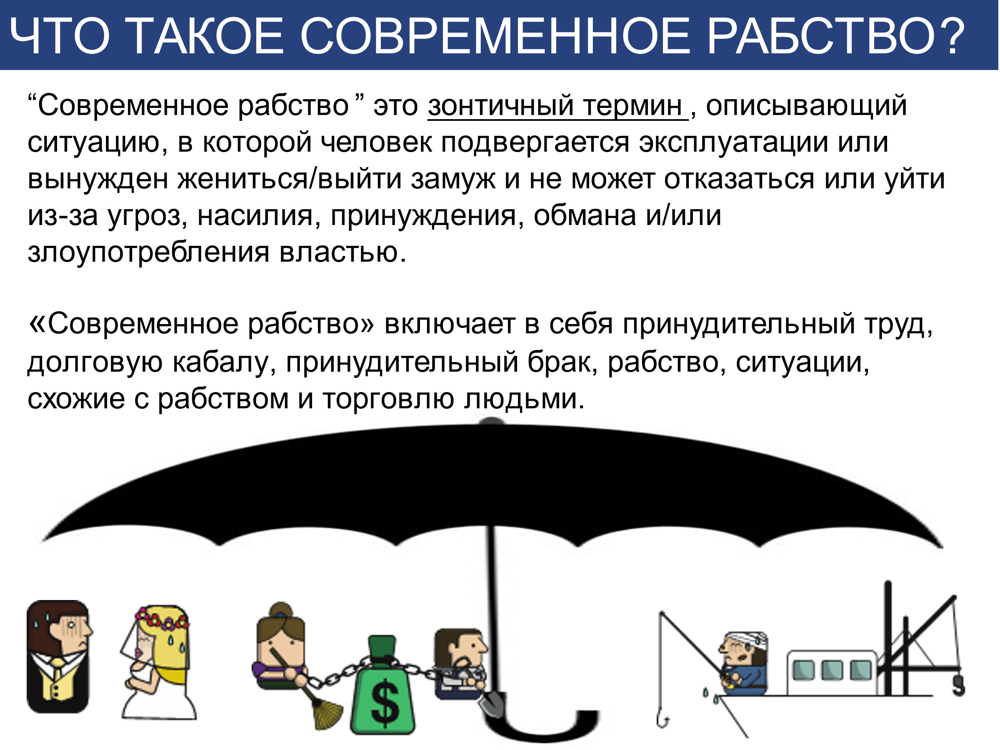 ЧТО ТАКОЕ СОВРЕМЕННОЕ РАБСТВО?
“Современное рабство ” это зонтичный термин , описывающий
ситуацию, в которой человек подвергается эксплуатации или
вынужден жениться/выйти замуж и не может отказаться или уйти
из-за угроз, насилия, принуждения, обмана и/или
злоупотребления властью.
«Современное рабство» включает в себя принудительный труд,
долговую кабалу, принудительный брак, рабство, ситуации,
схожие с рабством и торговлю людьми.
$